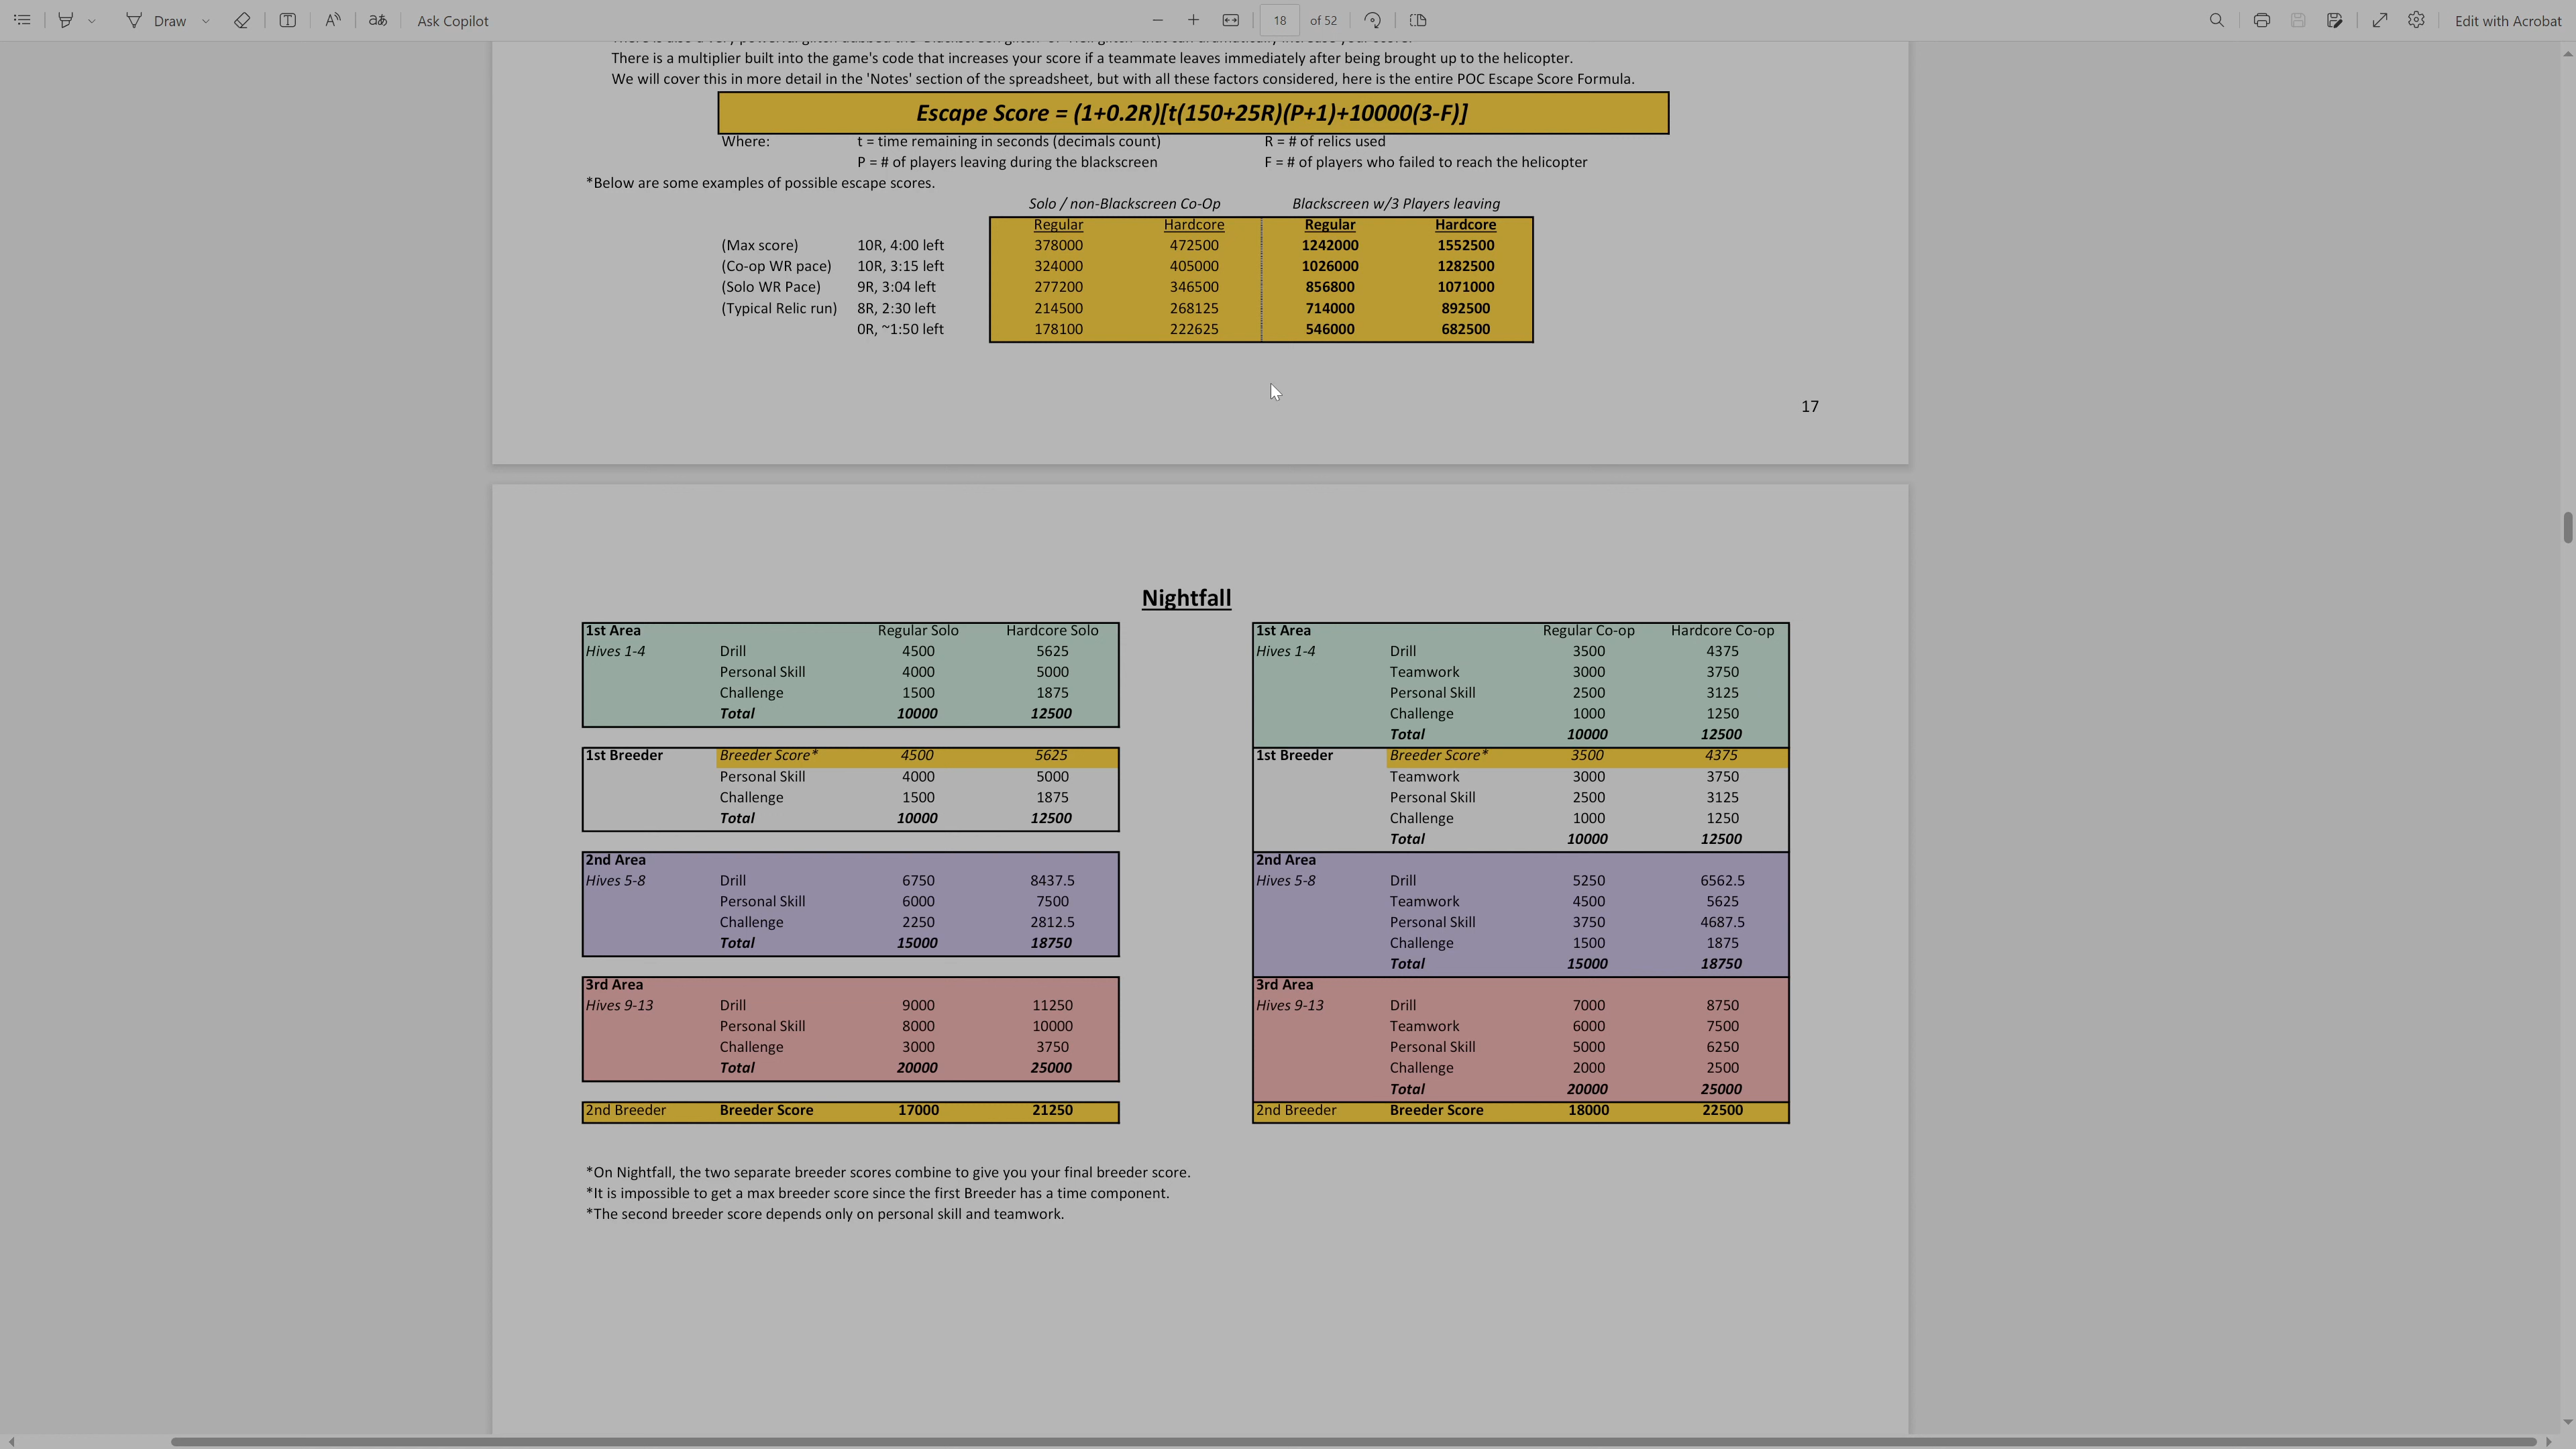 Draw
Ask Copilot
18 of 52
Edit with Acrobat
There is a multiplier built into the game's code that increases your score if a teammate leaves immediately after being brought up to the helicopter.
We will cover this in more detail in the 'Notes' section of the spreadsheet, but with all these factors considered, here is the entire POC Escape Score Formula.
Escape Score = (1+0.2R)[t(150+25R)(P+1)+10000(3-F)]
Where: t = time remaining in seconds (decimals count) R = # of relics used
P = # of players leaving during the blackscreen F = # of players who failed to reach the helicopter
*Below are some examples of possible escape scores.
Solo / non-Blackscreen Co-Op Blackscreen w/3 Players leaving
Regular Hardcore Regular Hardcore
(Max score) 10R, 4:00 left 378000 472500 1242000 1552500
(Co-op WR pace) 10R, 3:15 left 324000 405000 1026000 1282500
(Solo WR Pace) 9R, 3:04 left 277200 346500 856800 1071000
(Typical Relic run) 8R, 2:30 left 214500 268125 714000 892500
0R, ~1:50 left 178100 222625 546000 682500
17
Nightfall
1st Area Regular Solo Hardcore Solo
Hives 1-4 Drill 4500 5625
Personal Skill 4000 5000
Challenge 1500 1875
Total 10000 12500
1st Breeder Breeder Score* 4500 5625
Personal Skill 4000 5000
Challenge 1500 1875
Total 10000 12500
2nd Area
Hives 5-8 Drill 6750 8437.5
Personal Skill 6000 7500
Challenge 2250 2812.5
Total 15000 18750
3rd Area
Hives 9-13 Drill 9000 11250
Personal Skill 8000 10000
Challenge 3000 3750
Total 20000 25000
2nd Breeder Breeder Score 17000 21250
1st Area Regular Co-op Hardcore Co-op
Hives 1-4 Drill 3500 4375
Teamwork 3000 3750
Personal Skill 2500 3125
Challenge 1000 1250
Total 10000 12500
1st Breeder Breeder Score* 3500 4375
Teamwork 3000 3750
Personal Skill 2500 3125
Challenge 1000 1250
Total 10000 12500
2nd Area
Hives 5-8 Drill 5250 6562.5
Teamwork 4500 5625
Personal Skill 3750 4687.5
Challenge 1500 1875
Total 15000 18750
3rd Area
Hives 9-13 Drill 7000 8750
Teamwork 6000 7500
Personal Skill 5000 6250
Challenge 2000 2500
Total 20000 25000
2nd Breeder Breeder Score 18000 22500
*On Nightfall, the two separate breeder scores combine to give you your final breeder score.
*It is impossible to get a max breeder score since the first Breeder has a time component.
*The second breeder score depends only on personal skill and teamwork.